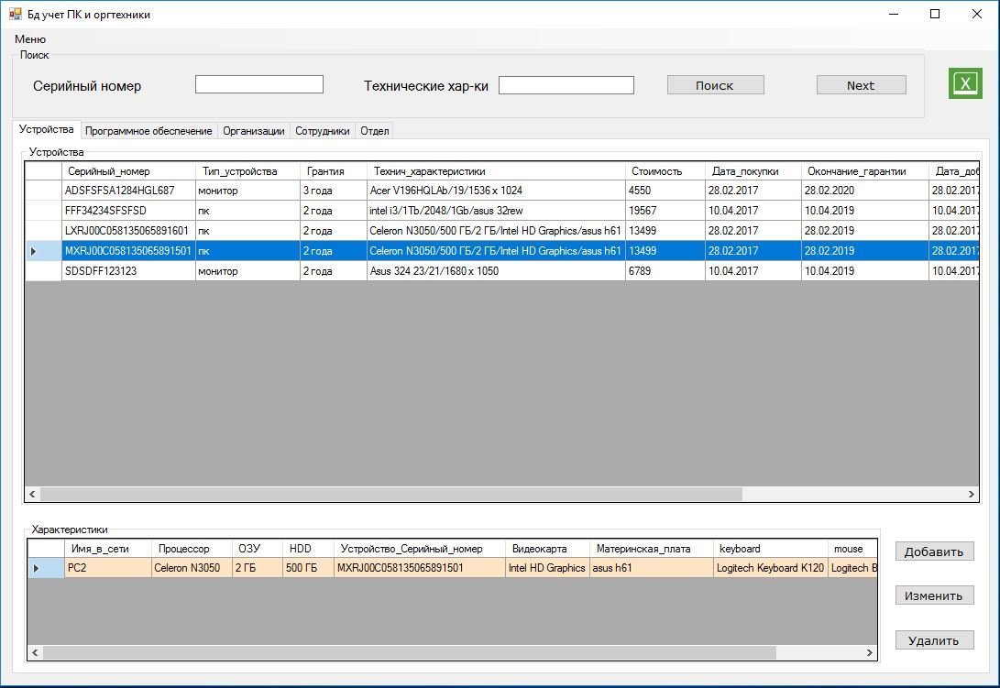 Бд учет ПК и оргтехники
Меню
Поиск
Серийный номер Технические хар-ки Поиск Next X
Устройства Программное обеспечение Организации Сотрудники Отдел
Устройства
Серийный_номер Тип_устройства Грантия Технич_характеристики Стоимость Дата_покупки Окончание_гарантии Дата_доб
ADSFSFSA1284HGL687 монитор 3 года Acer V196HQLAb/19/1536 x 1024 4550 28.02.2017 28.02.2020 28.02.2017
FFF34234SFSFSD пк 2 года intel i3/1Tb/2048/1Gb/asus 32rew 19567 10.04.2017 10.04.2019 10.04.2017
LXRJ00C058135065891601 пк 2 года Celeron N3050/500 ГБ/2 ГБ/Intel HD Graphics/asus h61 13499 28.02.2017 28.02.2019 28.02.2017
MXRJ00C058135065891501 пк 2 года Celeron N3050/500 ГБ/2 ГБ/Intel HD Graphics/asus h61 13499 28.02.2017 28.02.2019 28.02.2017
SDSDFF123123 монитор 2 года Asus 324 23/21/1680 x 1050 6789 10.04.2017 10.04.2019 10.04.2017
Характеристики
Имя_в_сети Процессор ОЗУ HDD Устройство_Серийный_номер Видеокарта Материнская_плата keyboard mouse
PC2 Celeron N3050 2 ГБ 500 ГБ MXRJ00C058135065891501 Intel HD Graphics asus h61 Logitech Keyboard K120 Logitech B
Добавить
Изменить
Удалить